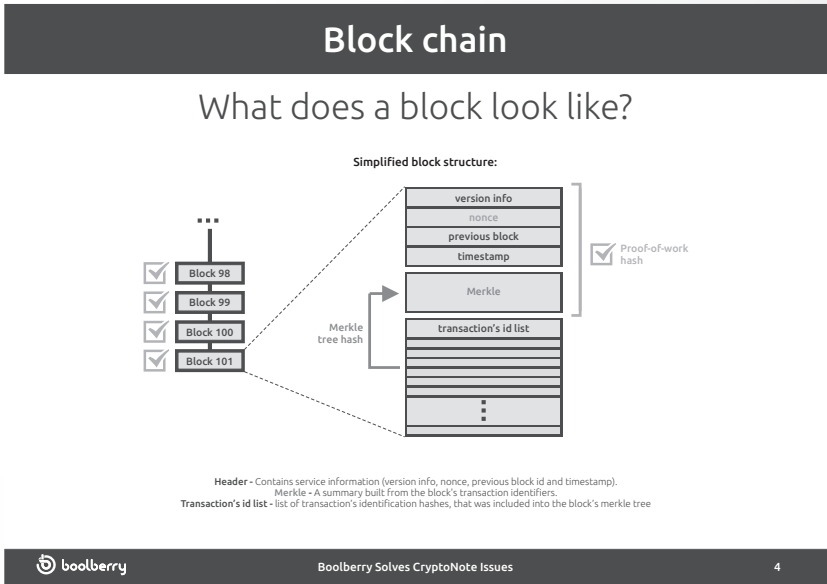 Block chain
What does a block look like?
Simplified block structure:
version info
nonce
previous block
timestamp
Proof-of-work
hash
Block 98
Block 99
Block 100
Block 101
Merkle
Merkle
tree hash
transaction's id list
Header - Contains service information (version info, nonce, previous block id and timestamp).
Merkle - A summary built from the block's transaction identifiers.
Transaction's id list - list of transaction's identification hashes, that was included into the block's merkle tree
boolberry
Boolberry Solves CryptoNote Issues
4